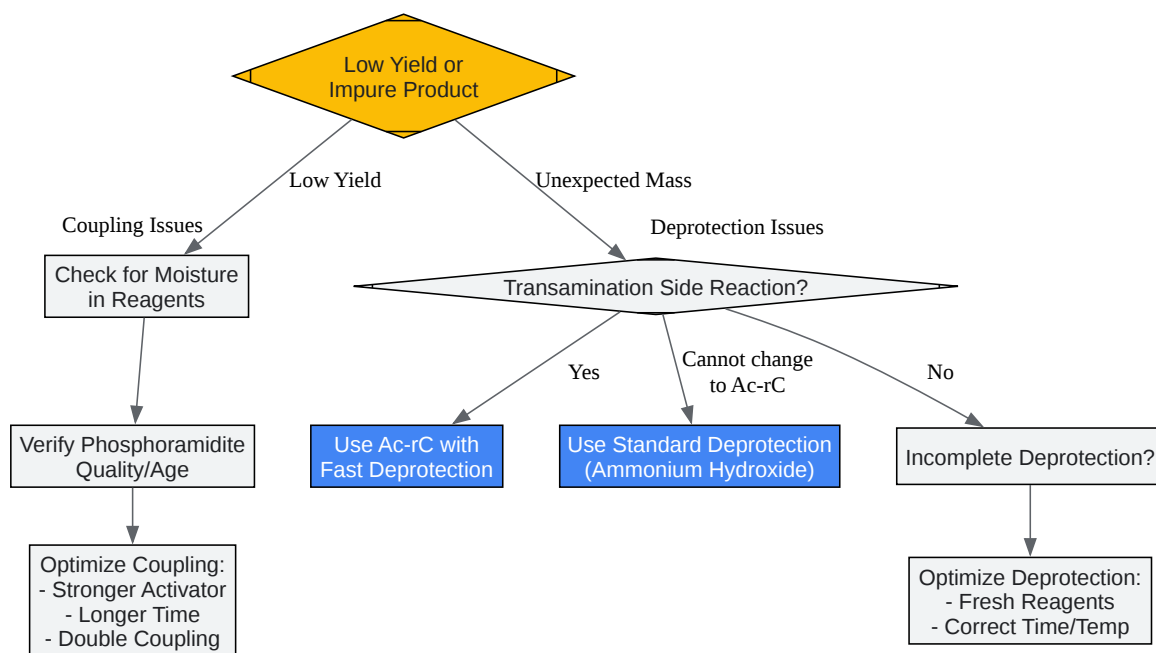 Low Yield or
Impure Product
Low Yield
Unexpected Mass
Coupling Issues
Deprotection Issues
Check for Moisture
in Reagents
Transamination Side Reaction?
Yes
Cannot change
to Ac-rC
No
Verify Phosphoramidite
Quality/Age
Use Ac-rC with
Fast Deprotection
Use Standard Deprotection
(Ammonium Hydroxide)
Incomplete Deprotection?
Optimize Coupling:
- Stronger Activator
- Longer Time
- Double Coupling
Optimize Deprotection:
- Fresh Reagents
- Correct Time/Temp